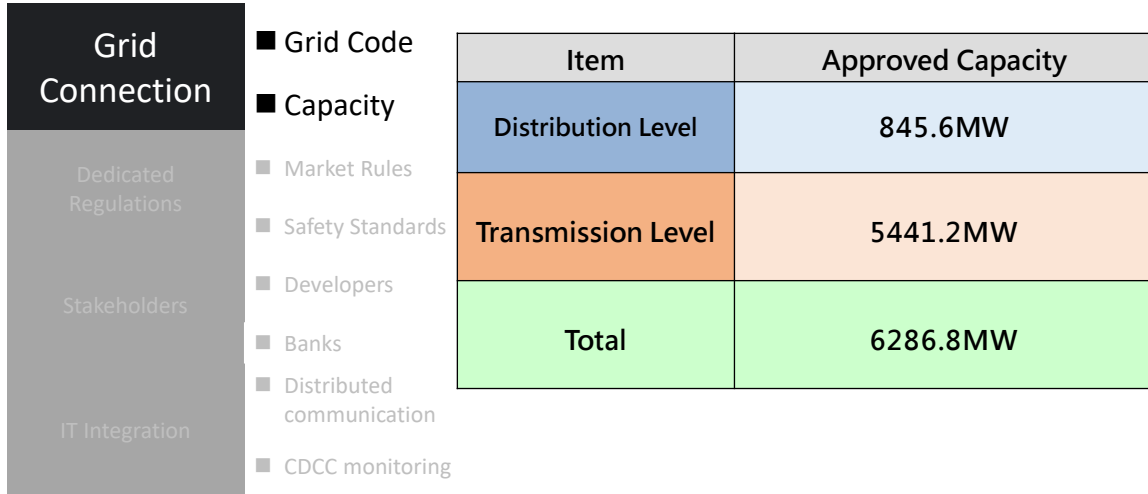 Grid
Connection
Dedicated
Regulations
Stakeholders
IT Integration
■ Grid Code
■ Capacity
■ Market Rules
■ Safety Standards
■ Developers
■ Banks
■ Distributed
communication
■ CDCC monitoring
Item Approved Capacity
Distribution Level 845.6MW
Transmission Level 5441.2MW
Total 6286.8MW